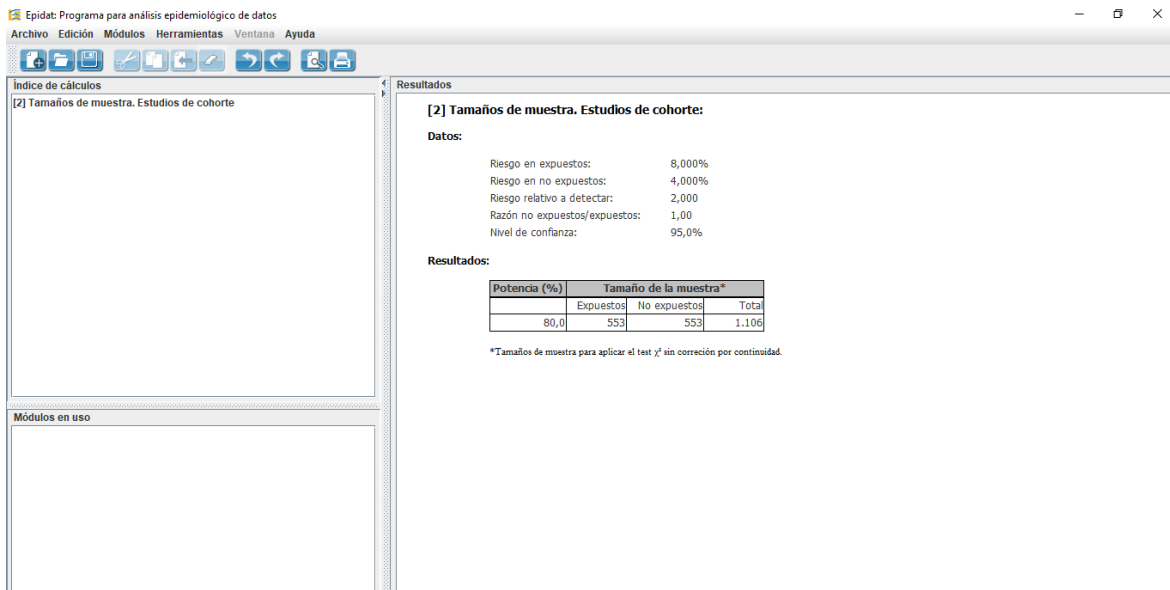 Epidat: Programa para análisis epidemiológico de datos
Archivo Edición Módulos Herramientas Ventana Ayuda
Índice de cálculos
[2] Tamaños de muestra. Estudios de cohorte
Módulos en uso
Resultados
[2] Tamaños de muestra. Estudios de cohorte:
Datos:
Riesgo en expuestos: 8,000%
Riesgo en no expuestos: 4,000%
Riesgo relativo a detectar: 2,000
Razón no expuestos/expuestos: 1,00
Nivel de confianza: 95,0%
Resultados:
Potencia (%) Tamaño de la muestra*
Expuestos No expuestos Total
80,0 553 553 1.106
*Tamaños de muestra para aplicar el test χ² sin correción por continuidad.